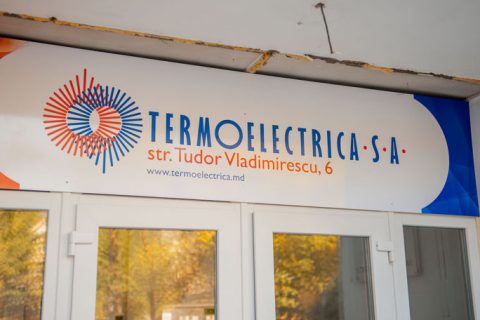 TERMOELECTRICA·S·A·
str. Tudor Vladimirescu, 6
www.termoelectrica.md